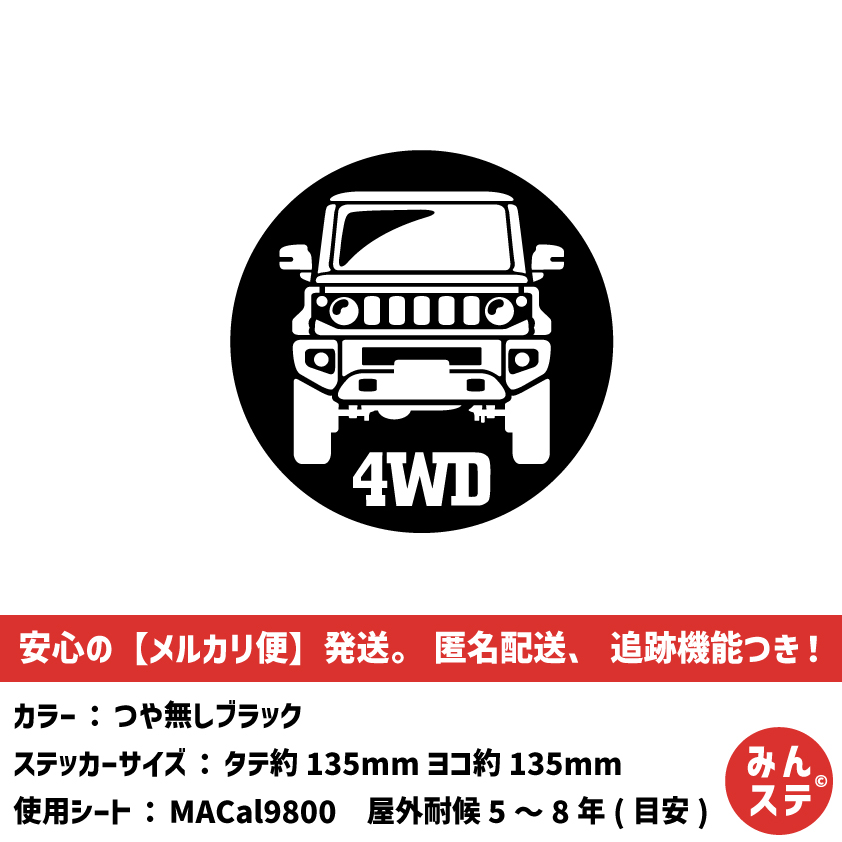 4WD
安心の【メルカリ便】発送。 匿名配送、 追跡機能つき!
カラー : つや無しブラック
ステッカーサイズ : タテ約 135mm ヨコ約 135mm
使用シート : MACal9800　屋外耐候 5 〜 8 年 ( 目安 )
みん
ステ©